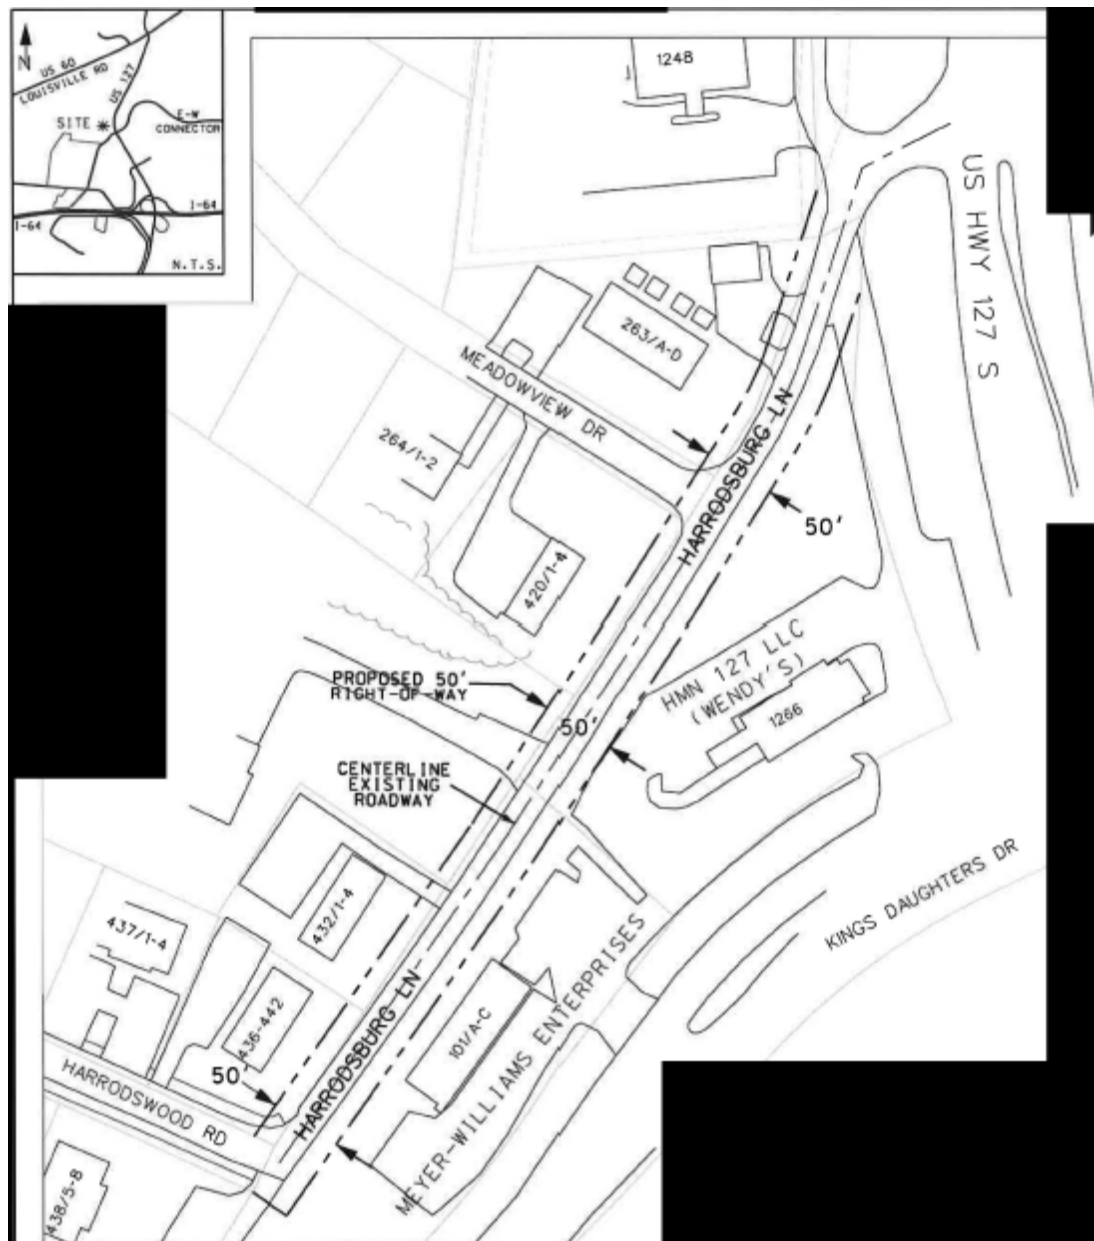 N
US 60
LOUISVILLE RD
US 127
SITE *
E-W
CONNECTOR
I-64
I-64
N.T.S.
1248
US HWY 127 S
263/A-D
MEADOWVIEW DR
264/1-2
HARRODSBURG LN
50'
420/1-4
PROPOSED 50'
RIGHT-OF-WAY
HMN 127 LLC
(WENDY'S)
1266
50'
CENTERLINE
EXISTING
ROADWAY
KINGS DAUGHTERS DR
432/1-4
437/1-4
HARRODSBURG LN
MEYER-WILLIAMS ENTERPRISES
101/A-C
436-442
50'
HARRODSWOOD RD
438/5-8